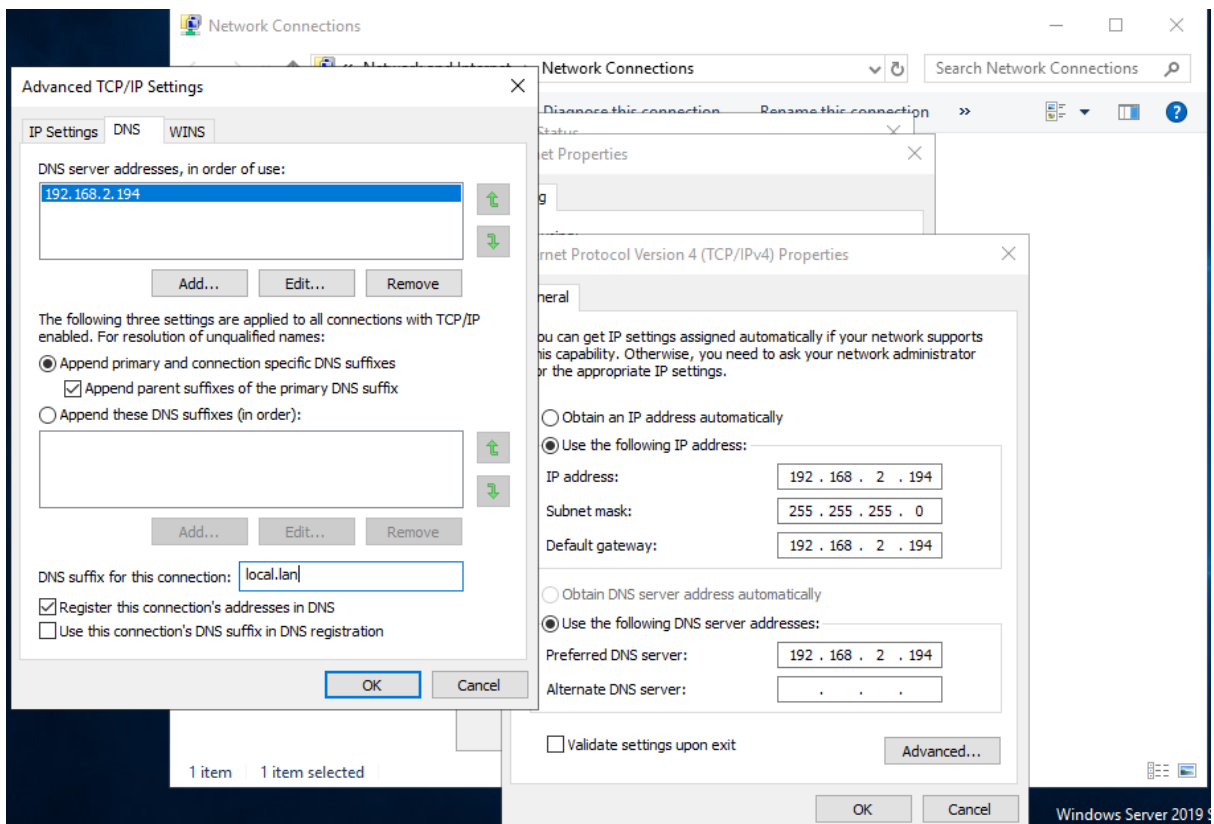 Network Connections
Network and Internet
Network Connections
Search Network Connections
Diagnose this connection
Rename this connection
»
Advanced TCP/IP Settings
IP Settings
DNS
WINS
DNS server addresses, in order of use:
192.168.2.194
Add...
Edit...
Remove
The following three settings are applied to all connections with TCP/IP
enabled. For resolution of unqualified names:
Append primary and connection specific DNS suffixes
Append parent suffixes of the primary DNS suffix
Append these DNS suffixes (in order):
Add...
Edit...
Remove
DNS suffix for this connection:
local.lan
Register this connection's addresses in DNS
Use this connection's DNS suffix in DNS registration
OK
Cancel
Status
et Properties
g
rnet Protocol Version 4 (TCP/IPv4) Properties
neral
ou can get IP settings assigned automatically if your network supports
his capability. Otherwise, you need to ask your network administrator
or the appropriate IP settings.
Obtain an IP address automatically
Use the following IP address:
IP address:
192 . 168 . 2 . 194
Subnet mask:
255 . 255 . 255 . 0
Default gateway:
192 . 168 . 2 . 194
Obtain DNS server address automatically
Use the following DNS server addresses:
Preferred DNS server:
192 . 168 . 2 . 194
Alternate DNS server:
. . .
Validate settings upon exit
Advanced...
OK
Cancel
1 item
1 item selected
Windows Server 2019 S